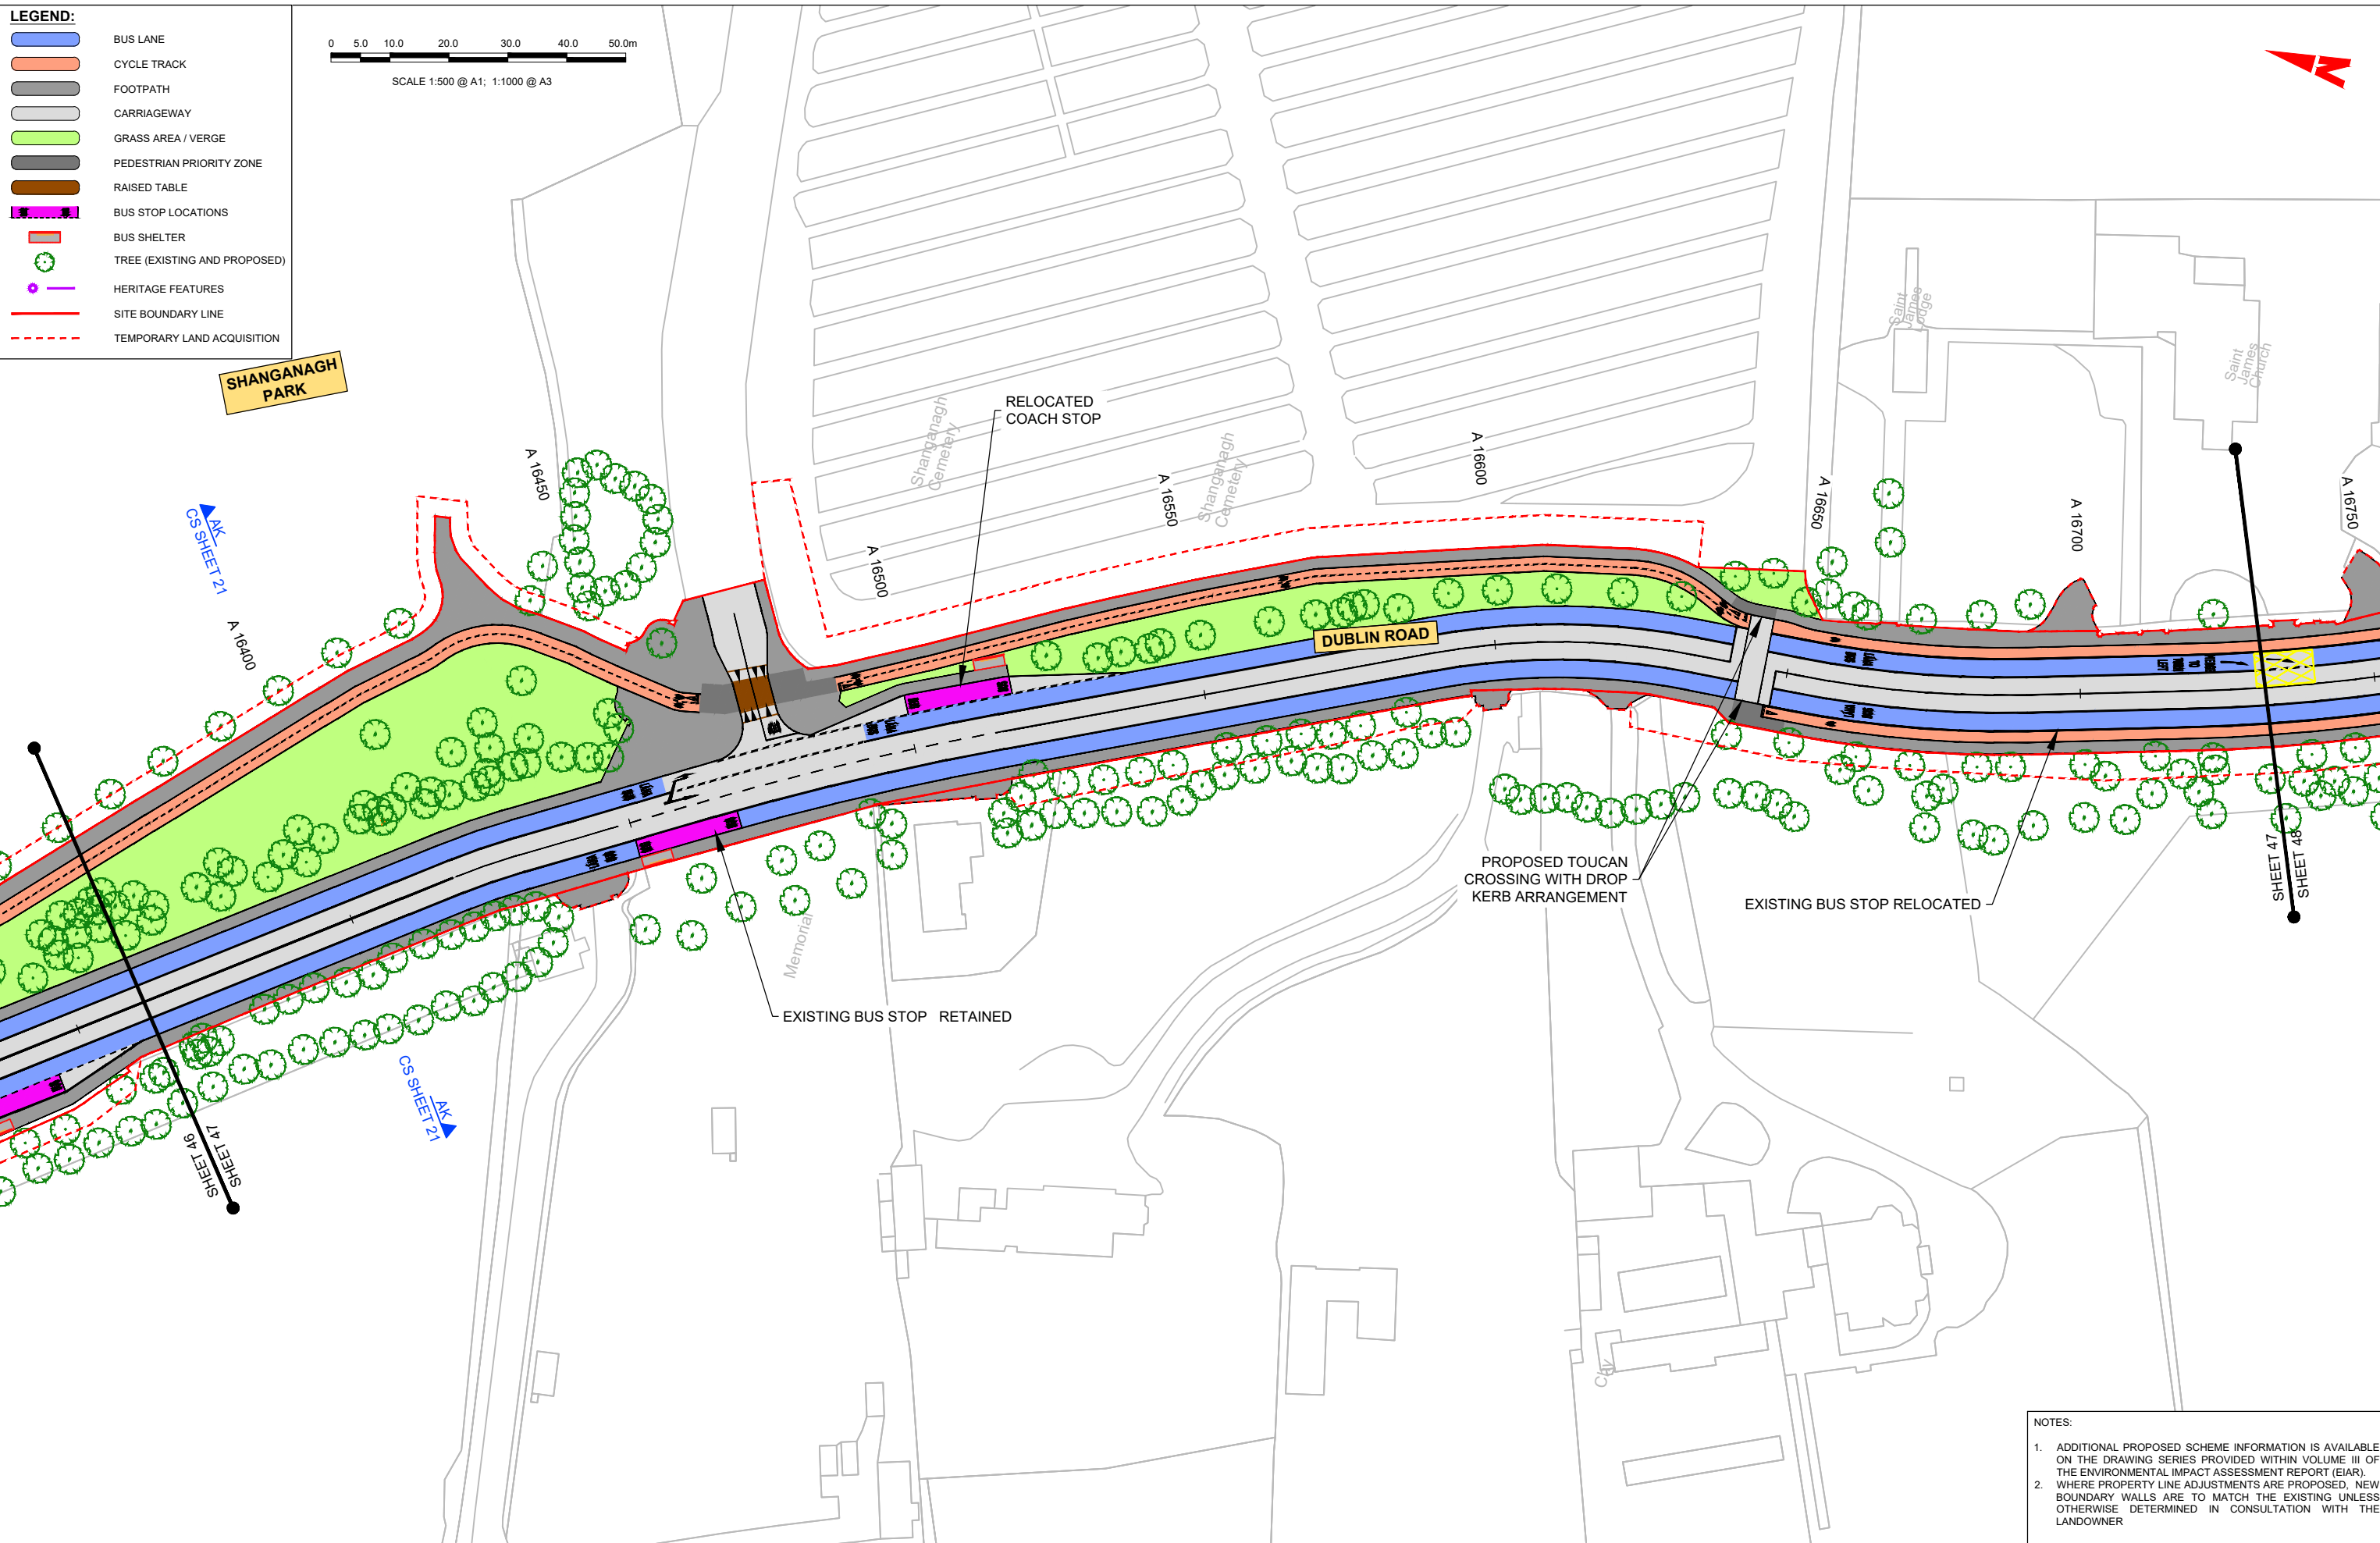 LEGEND:
BUS LANE
CYCLE TRACK
FOOTPATH
CARRIAGEWAY
GRASS AREA / VERGE
PEDESTRIAN PRIORITY ZONE
RAISED TABLE
BUS STOP LOCATIONS
BUS SHELTER
TREE (EXISTING AND PROPOSED)
HERITAGE FEATURES
SITE BOUNDARY LINE
TEMPORARY LAND ACQUISITION
0 5.0 10.0 20.0 30.0 40.0 50.0m
SCALE 1:500 @ A1; 1:1000 @ A3
N
SHANGANAGH
PARK
AK
CS SHEET 21
A 16400
A 16450
A 16500
A 16550
A 16600
A 16650
A 16700
A 16750
RELOCATED
COACH STOP
Shanganagh
Cemetery
Shanganagh
Cemetery
Saint
James
Lodge
Saint
James
Church
DUBLIN ROAD
LEFT
TURN
TO
PROPOSED TOUCAN
CROSSING WITH DROP
KERB ARRANGEMENT
EXISTING BUS STOP RELOCATED
EXISTING BUS STOP RETAINED
Memorial
AK
CS SHEET 21
SHEET 46
SHEET 47
SHEET 47
SHEET 48
NOTES:
1. ADDITIONAL PROPOSED SCHEME INFORMATION IS AVAILABLE
ON THE DRAWING SERIES PROVIDED WITHIN VOLUME III OF
THE ENVIRONMENTAL IMPACT ASSESSMENT REPORT (EIAR).
2. WHERE PROPERTY LINE ADJUSTMENTS ARE PROPOSED, NEW
BOUNDARY WALLS ARE TO MATCH THE EXISTING UNLESS
OTHERWISE DETERMINED IN CONSULTATION WITH THE
LANDOWNER